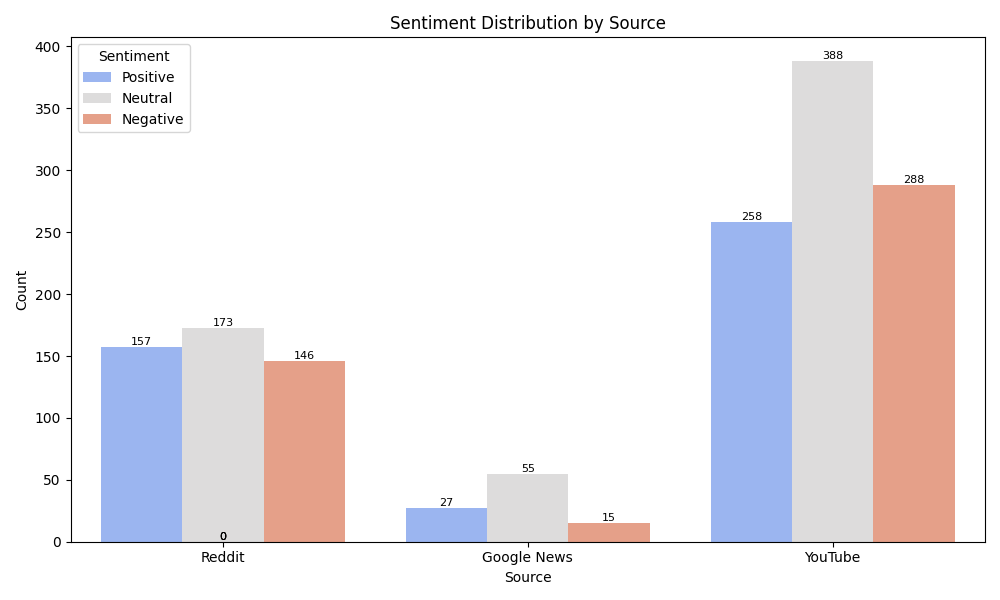 Sentiment Distribution by Source
Sentiment
Positive
Neutral
Negative
Count
400
350
300
250
200
150
100
50
0
157
173
146
0
27
55
15
258
388
288
Reddit
Google News
YouTube
Source